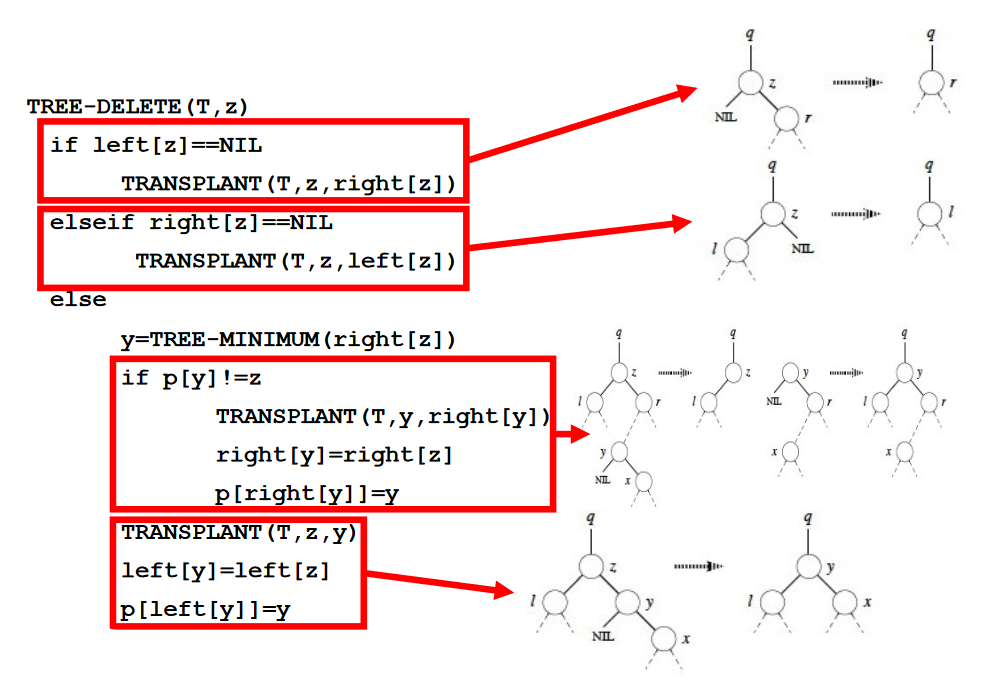 TREE-DELETE(T,z)
if left[z]==NIL
TRANSPLANT(T,z,right[z])
elseif right[z]==NIL
TRANSPLANT(T,z,left[z])
else
y=TREE-MINIMUM(right[z])
if p[y]!=z
TRANSPLANT(T,y,right[y])
right[y]=right[z]
p[right[y]]=y
TRANSPLANT(T,z,y)
left[y]=left[z]
p[left[y]]=y
q q
z r
NIL r
q q
z l
l NIL
q q q
z z y y
l r l NIL r l r
y x x
NIL x
q q
z y
l y l x
NIL x